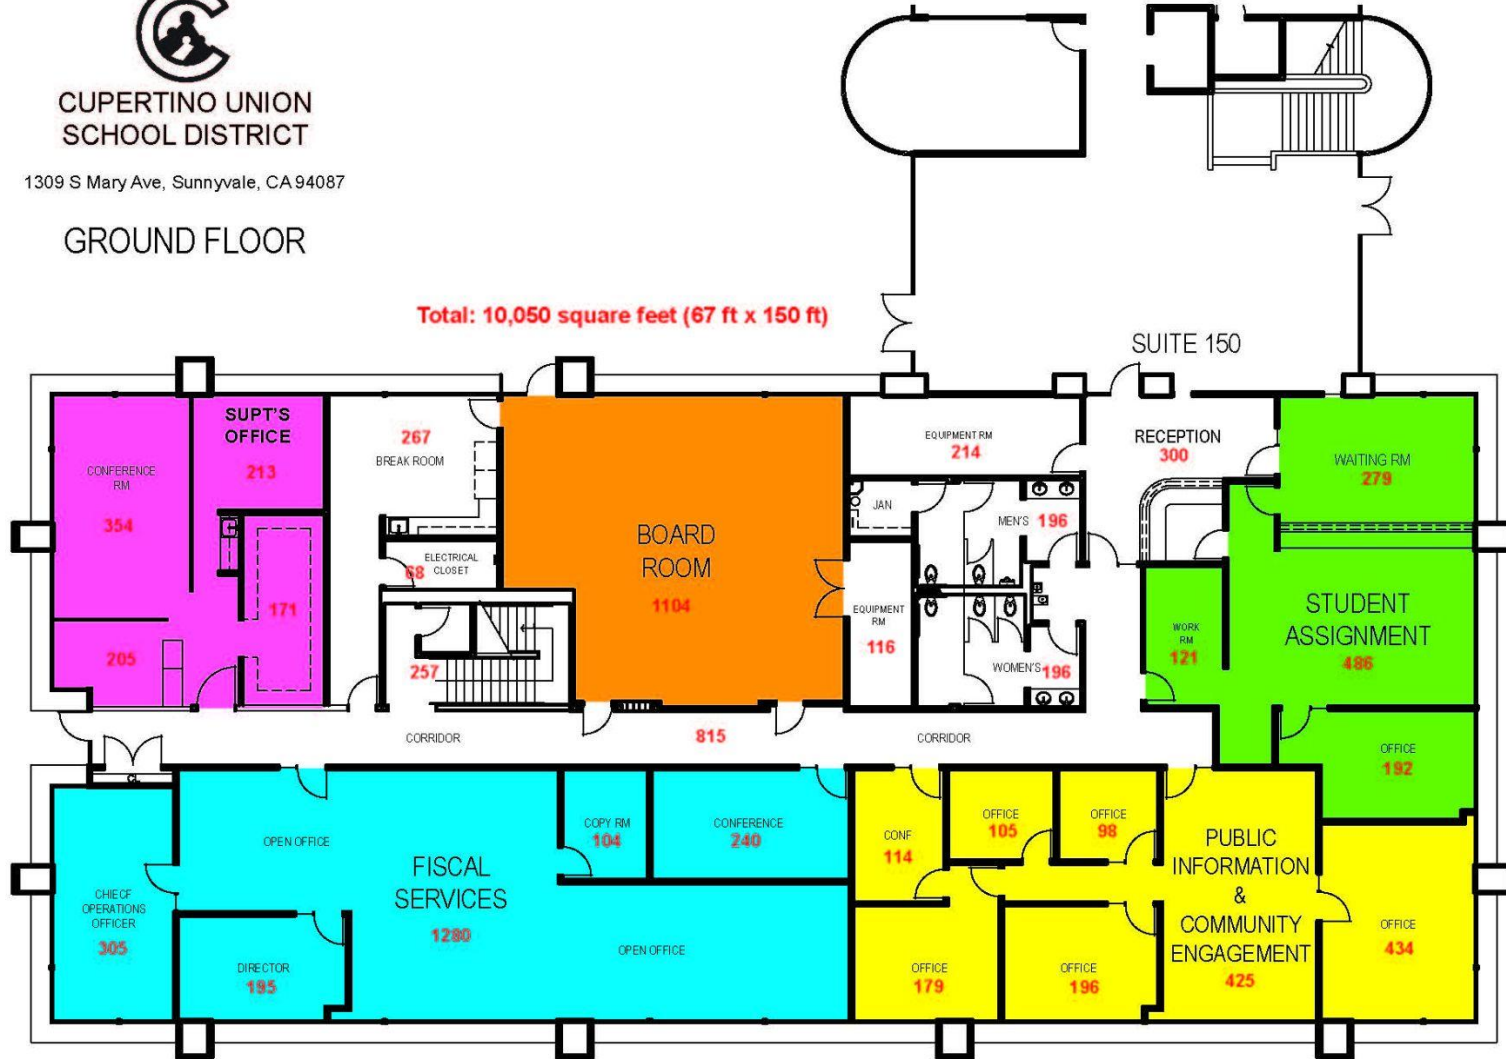 CUPERTINO UNION
SCHOOL DISTRICT
1309 S Mary Ave, Sunnyvale, CA 94087
GROUND FLOOR
Total: 10,050 square feet (67 ft x 150 ft)
SUITE 150
SUPT'S
OFFICE
213
CONFERENCE
RM
354
267
BREAK ROOM
ELECTRICAL
CLOSET
68
171
205
257
BOARD
ROOM
1104
EQUIPMENT RM
214
RECEPTION
300
WAITING RM
279
JAN
MEN'S 196
EQUIPMENT
RM
116
WOMEN'S 196
WORK
RM
121
STUDENT
ASSIGNMENT
486
CORRIDOR
815
CORRIDOR
OFFICE
192
CL
CHIECF
OPERATIONS
OFFICER
305
OPEN OFFICE
FISCAL
SERVICES
1280
COPY RM
104
CONFERENCE
240
DIRECTOR
195
OPEN OFFICE
CONF
114
OFFICE
105
OFFICE
98
PUBLIC
INFORMATION
&
COMMUNITY
ENGAGEMENT
425
OFFICE
179
OFFICE
196
OFFICE
434